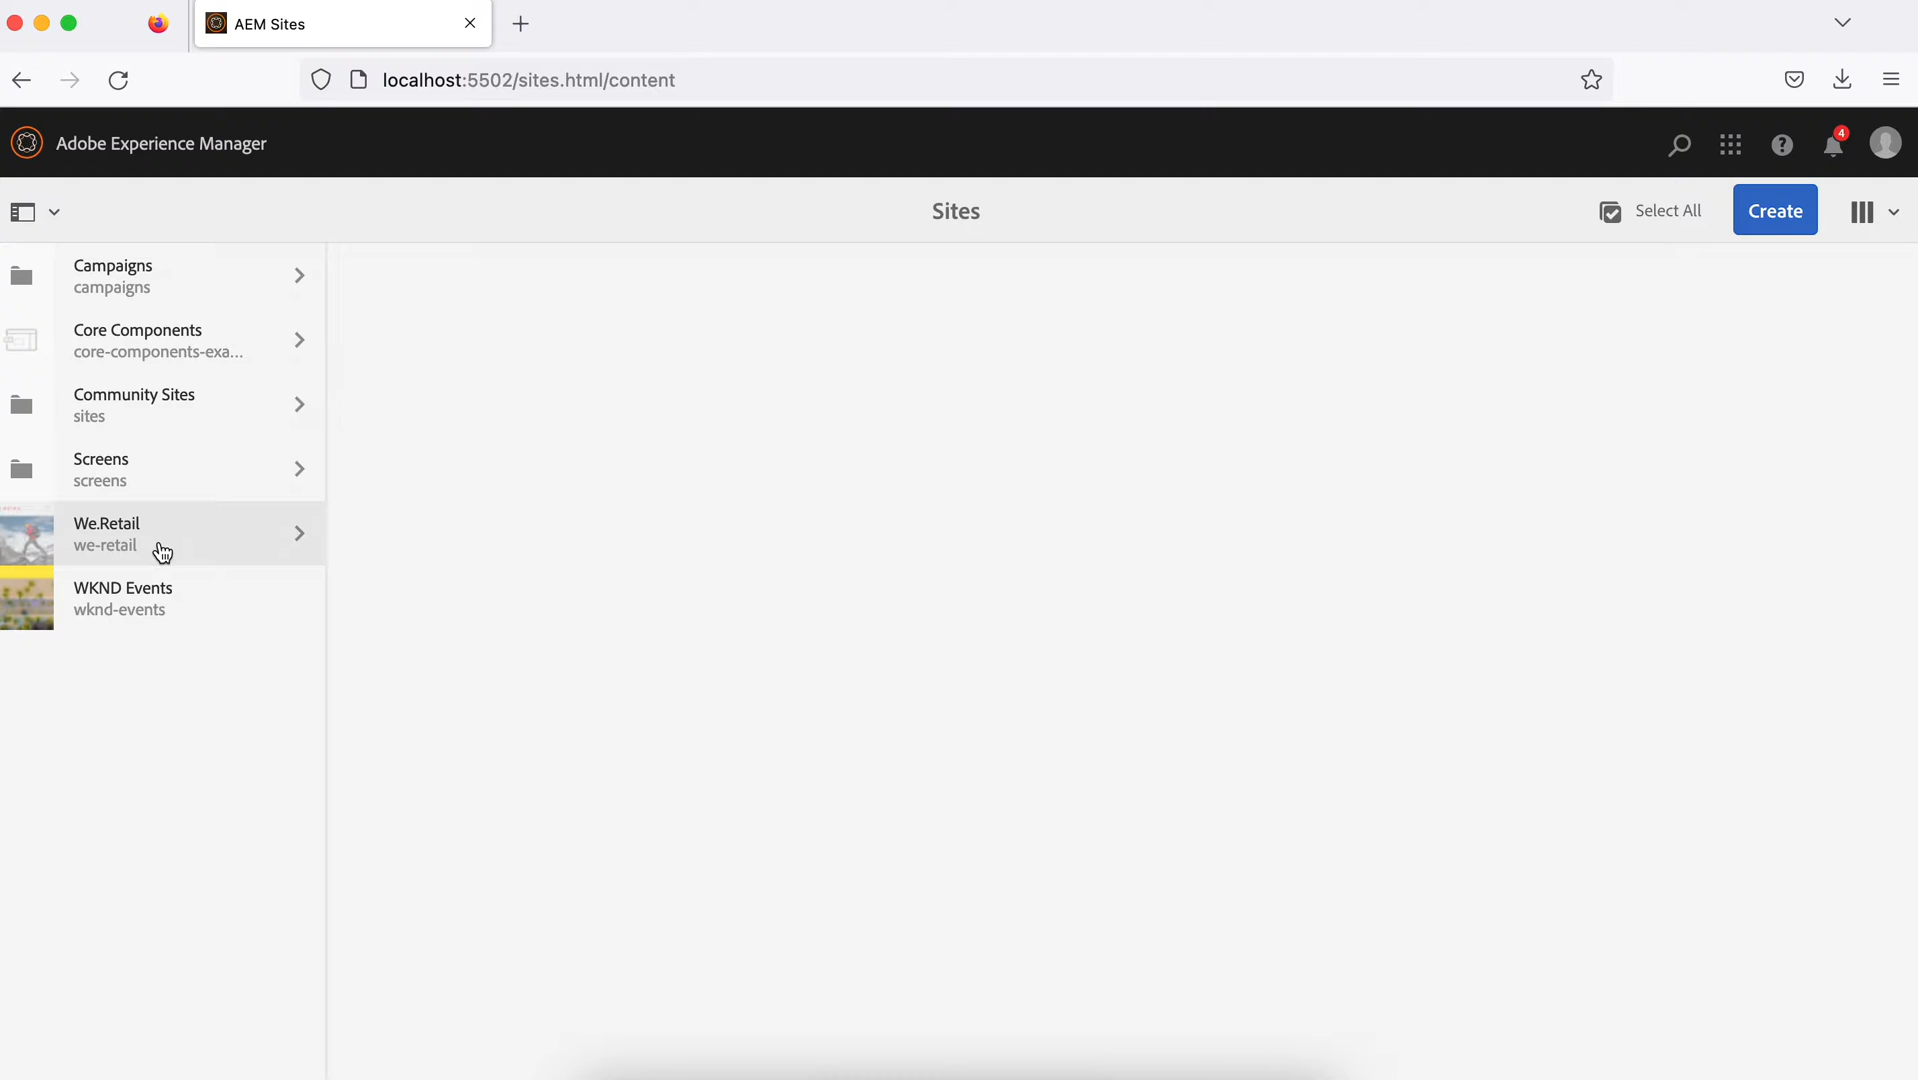 AEM Sites
localhost:5502/sites.html/content
Adobe Experience Manager
4
Sites
Select All
Create
Campaigns
campaigns
Core Components
core-components-exa...
Community Sites
sites
Screens
screens
We.Retail
we-retail
WKND Events
wknd-events